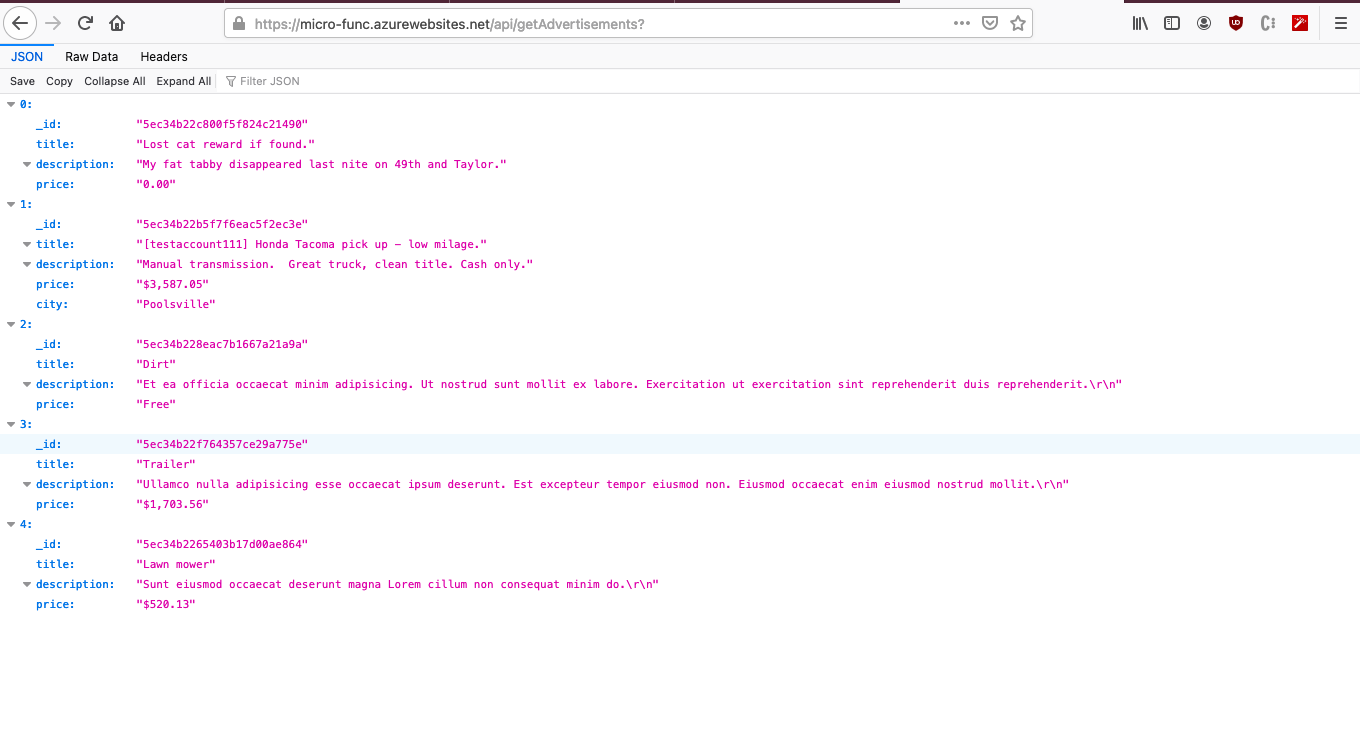 https://micro-func.azurewebsites.net/api/getAdvertisements?
JSON Raw Data Headers
Save Copy Collapse All Expand All Filter JSON
0:
_id: "5ec34b22c800f5f824c21490"
title: "Lost cat reward if found."
description: "My fat tabby disappeared last nite on 49th and Taylor."
price: "0.00"
1:
_id: "5ec34b22b5f7f6eac5f2ec3e"
title: "[testaccount111] Honda Tacoma pick up - low milage."
description: "Manual transmission.  Great truck, clean title. Cash only."
price: "$3,587.05"
city: "Poolsville"
2:
_id: "5ec34b228eac7b1667a21a9a"
title: "Dirt"
description: "Et ea officia occaecat minim adipisicing. Ut nostrud sunt mollit ex labore. Exercitation ut exercitation sint reprehenderit duis reprehenderit.\r\n"
price: "Free"
3:
_id: "5ec34b22f764357ce29a775e"
title: "Trailer"
description: "Ullamco nulla adipisicing esse occaecat ipsum deserunt. Est excepteur tempor eiusmod non. Eiusmod occaecat enim eiusmod nostrud mollit.\r\n"
price: "$1,703.56"
4:
_id: "5ec34b2265403b17d00ae864"
title: "Lawn mower"
description: "Sunt eiusmod occaecat deserunt magna Lorem cillum non consequat minim do.\r\n"
price: "$520.13"